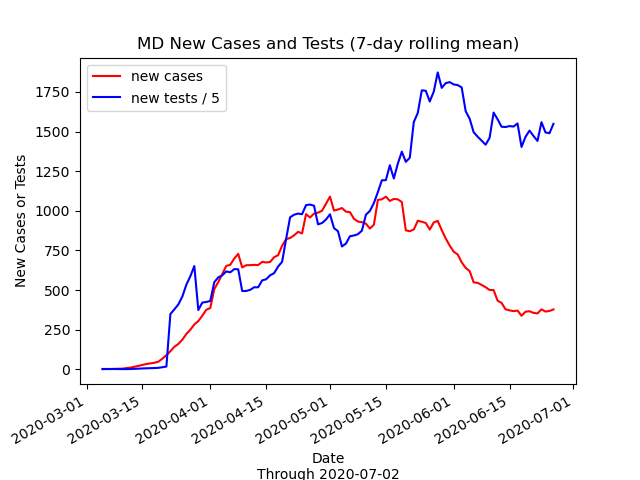 MD New Cases and Tests (7-day rolling mean)
new cases
new tests / 5
New Cases or Tests
1750
1500
1250
1000
750
500
250
0
2020-03-01
2020-03-15
2020-04-01
2020-04-15
2020-05-01
2020-05-15
2020-06-01
2020-06-15
2020-07-01
Date
Through 2020-07-02